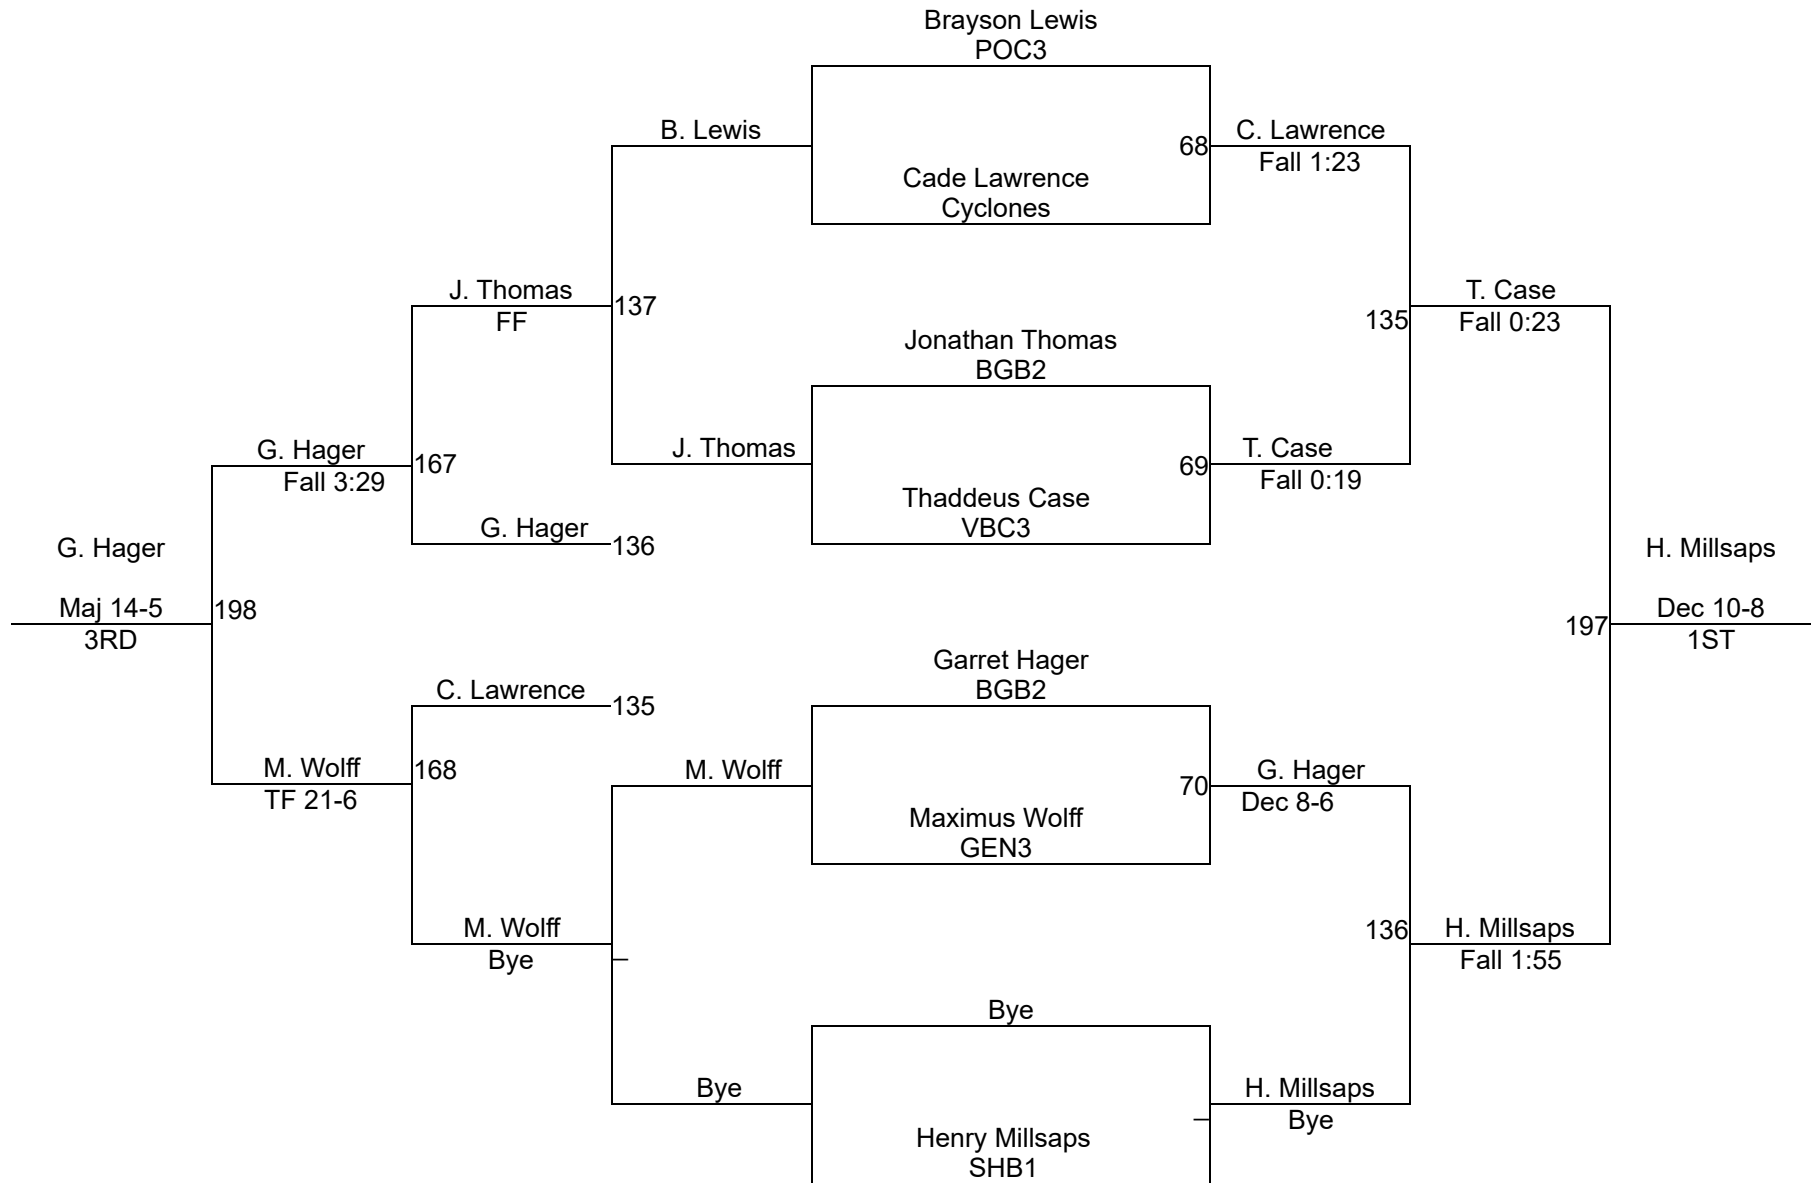 Brayson Lewis
POC3
B. Lewis
68
C. Lawrence
Fall 1:23
Cade Lawrence
Cyclones
J. Thomas
FF
137
T. Case
Fall 0:23
135
Jonathan Thomas
BGB2
G. Hager
Fall 3:29
167
J. Thomas
69
T. Case
Fall 0:19
Thaddeus Case
VBC3
G. Hager
136
G. Hager
Maj 14-5
3RD
198
H. Millsaps
Dec 10-8
1ST
197
Garret Hager
BGB2
C. Lawrence
135
M. Wolff
TF 21-6
168
M. Wolff
70
G. Hager
Dec 8-6
Maximus Wolff
GEN3
M. Wolff
Bye
136
H. Millsaps
Fall 1:55
Bye
Bye
H. Millsaps
Bye
Henry Millsaps
SHB1